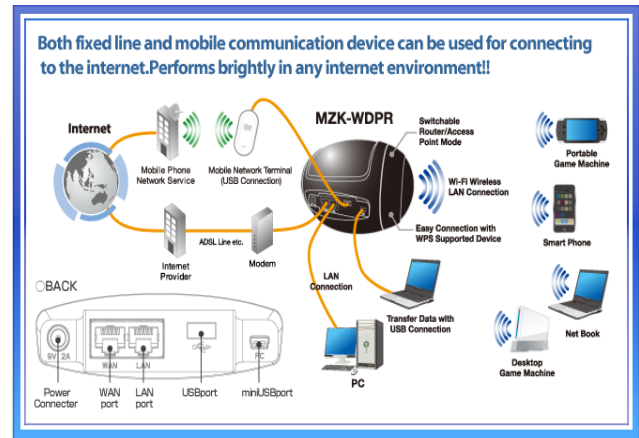 Both fixed line and mobile communication device can be used for connecting
to the internet.Performs brightly in any internet environment!!
Internet
Mobile Phone
Network Service
Mobile Network Terminal
(USB Connection)
MZK-WDPR
Switchable
Router/Access
Point Mode
Portable
Game Machine
Wi-Fi Wireless
LAN Connection
Easy Connection with
WPS Supported Device
Smart Phone
Internet
Provider
ADSL Line etc.
Modem
LAN
Connection
Transfer Data with
USB Connection
PC
Net Book
Desktop
Game Machine
○BACK
9V 2A
WAN
LAN
PC
Power
Connecter
WAN
port
LAN
port
USBport
miniUSBport